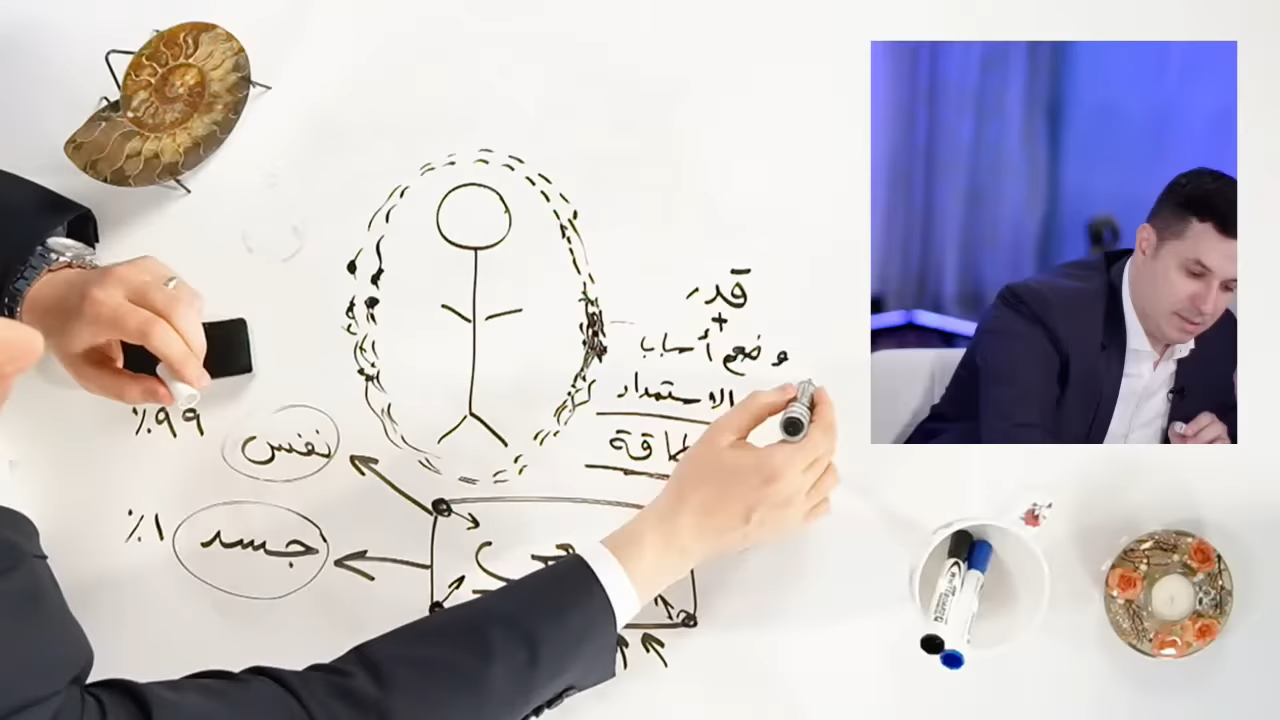 قدر
+
وضع أسباب
الاستمداد
طاقة
٩٩٪
نفس
١٪
جسد